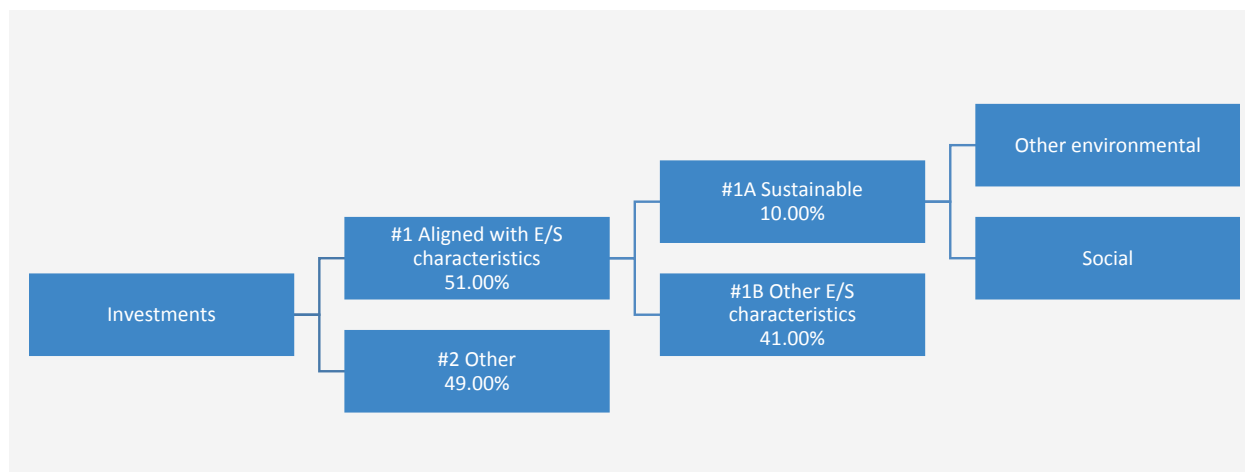 Investments
#1 Aligned with E/S
characteristics
51.00%
#2 Other
49.00%
#1A Sustainable
10.00%
#1B Other E/S
characteristics
41.00%
Other environmental
Social